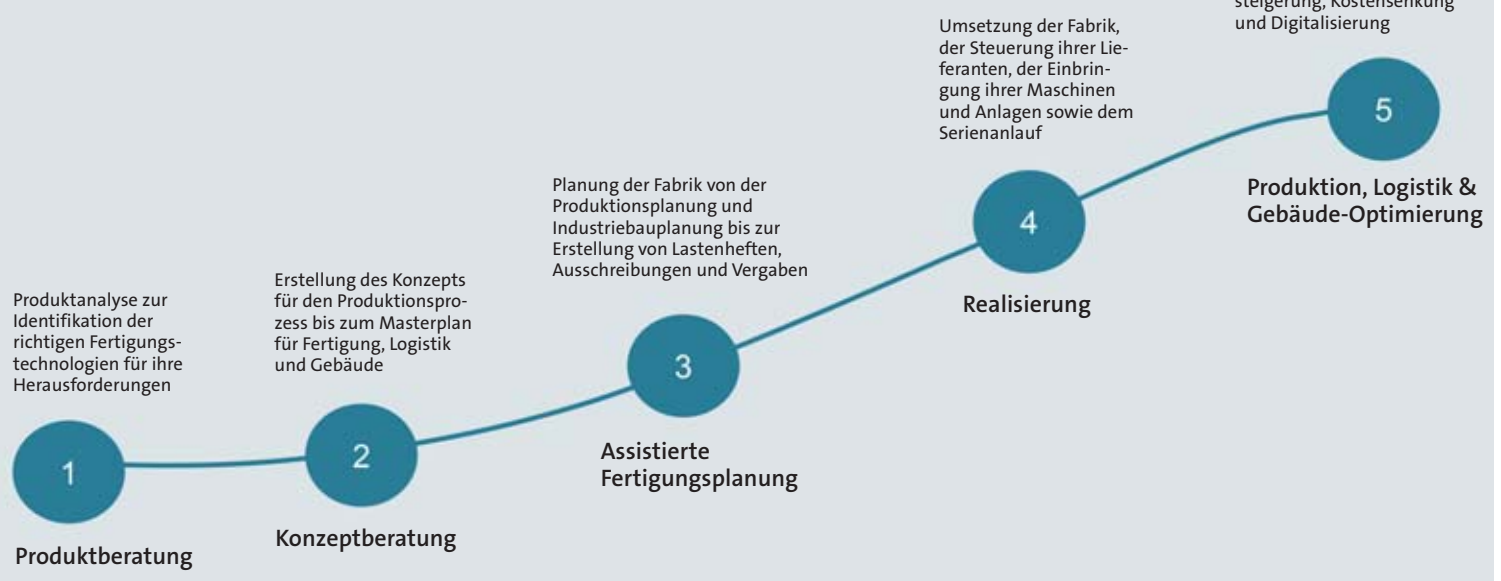 Produktanalyse zur
Identifikation der
richtigen Fertigungs-
technologien für ihre
Herausforderungen
1
Produktberatung
Erstellung des Konzepts
für den Produktionspro-
zess bis zum Masterplan
für Fertigung, Logistik
und Gebäude
2
Konzeptberatung
Planung der Fabrik von der
Produktionsplanung und
Industriebauplanung bis zur
Erstellung von Lastenheften,
Ausschreibungen und Vergaben
3
Assistierte
Fertigungsplanung
Umsetzung der Fabrik,
der Steuerung ihrer Lie-
feranten, der Einbrin-
gung ihrer Maschinen
und Anlagen sowie dem
Serienanlauf
4
Realisierung
steigerung, Kostensenkung
und Digitalisierung
5
Produktion, Logistik &
Gebäude-Optimierung